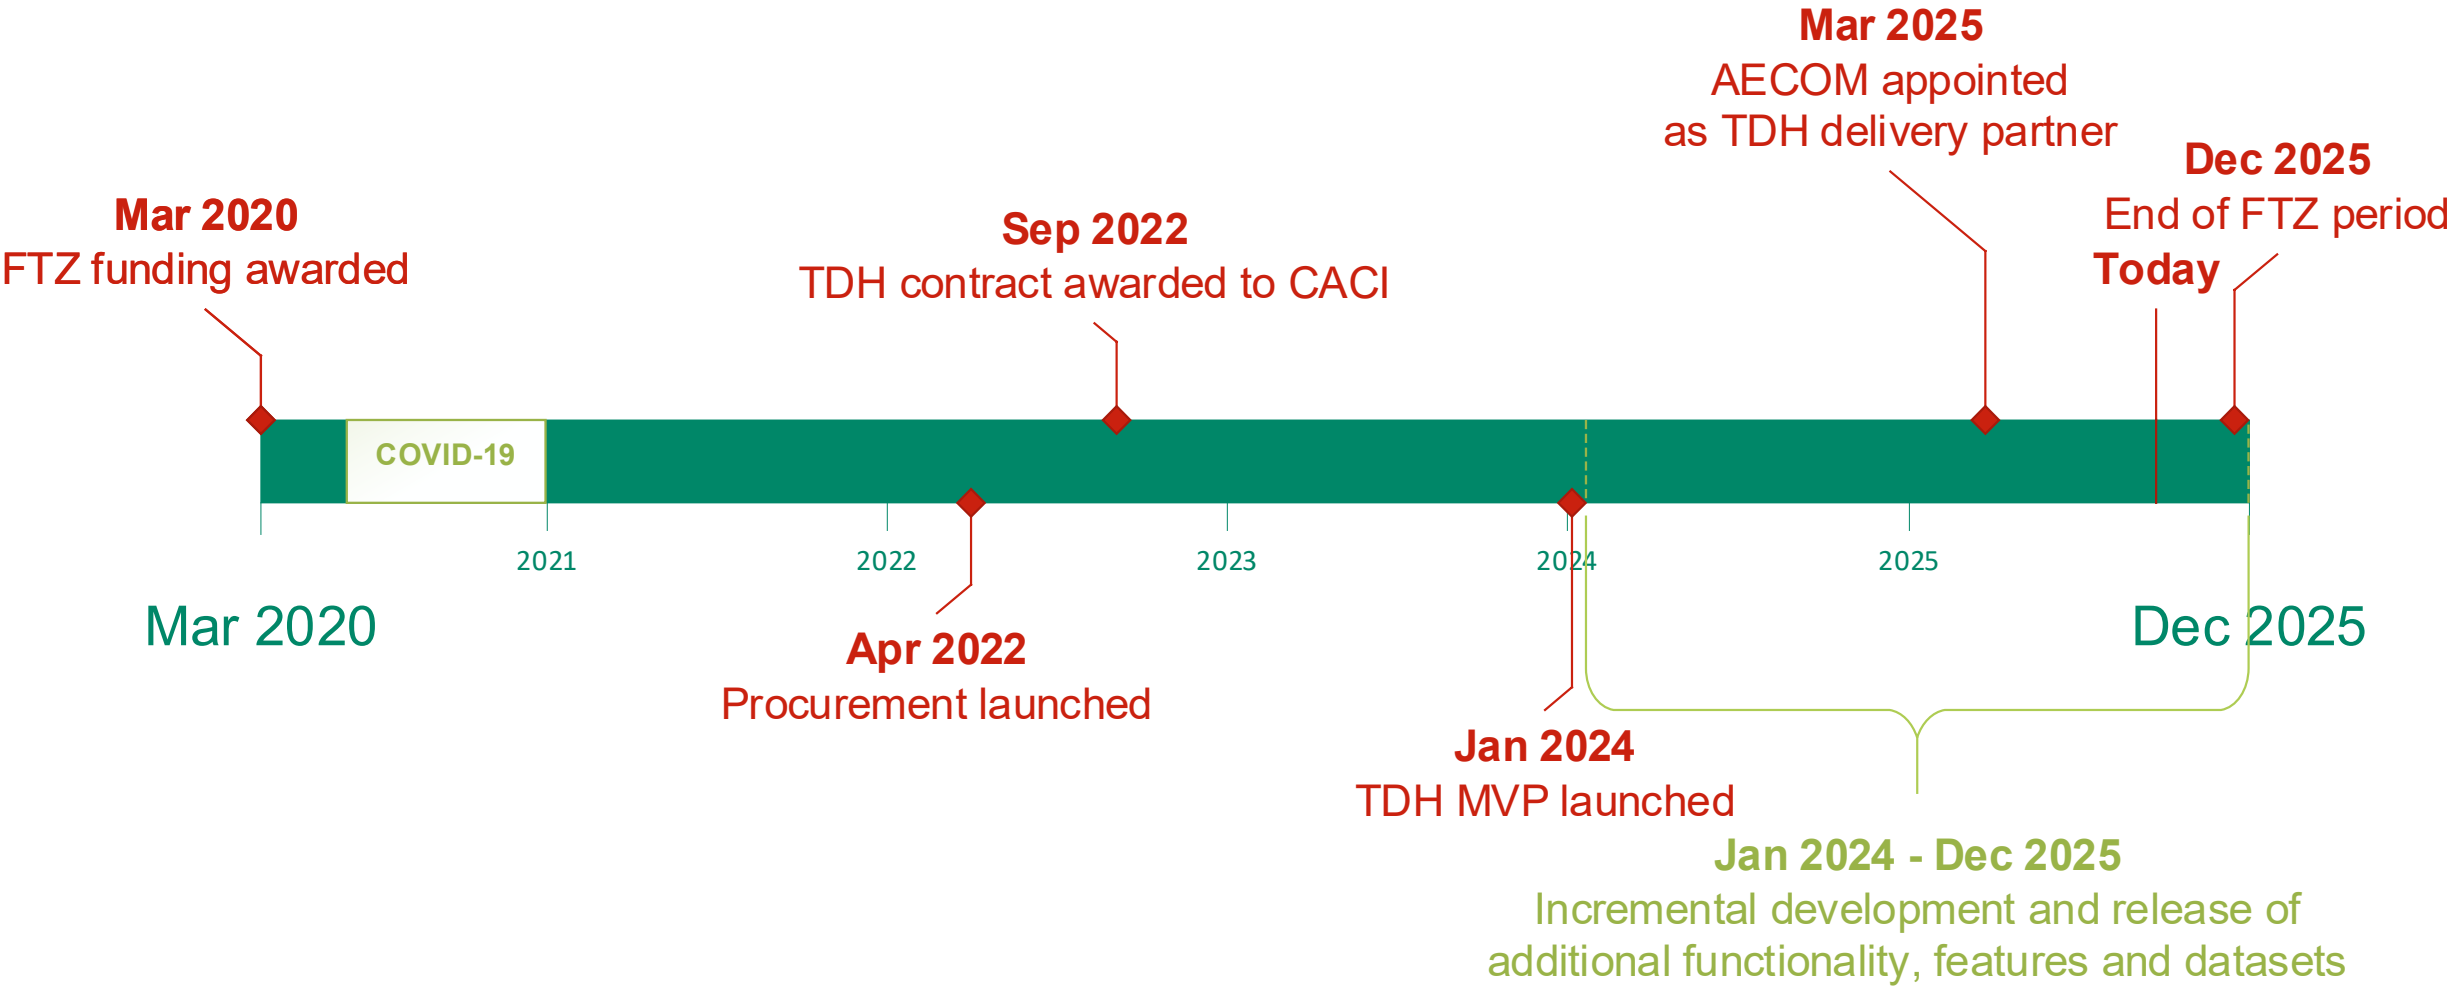 Mar 2025
AECOM appointed
as TDH delivery partner
Dec 2025
End of FTZ period
Today
Mar 2020
FTZ funding awarded
Sep 2022
TDH contract awarded to CACI
COVID-19
2021
2022
2023
2024
2025
Mar 2020
Dec 2025
Apr 2022
Procurement launched
Jan 2024
TDH MVP launched
Jan 2024 - Dec 2025
Incremental development and release of
additional functionality, features and datasets